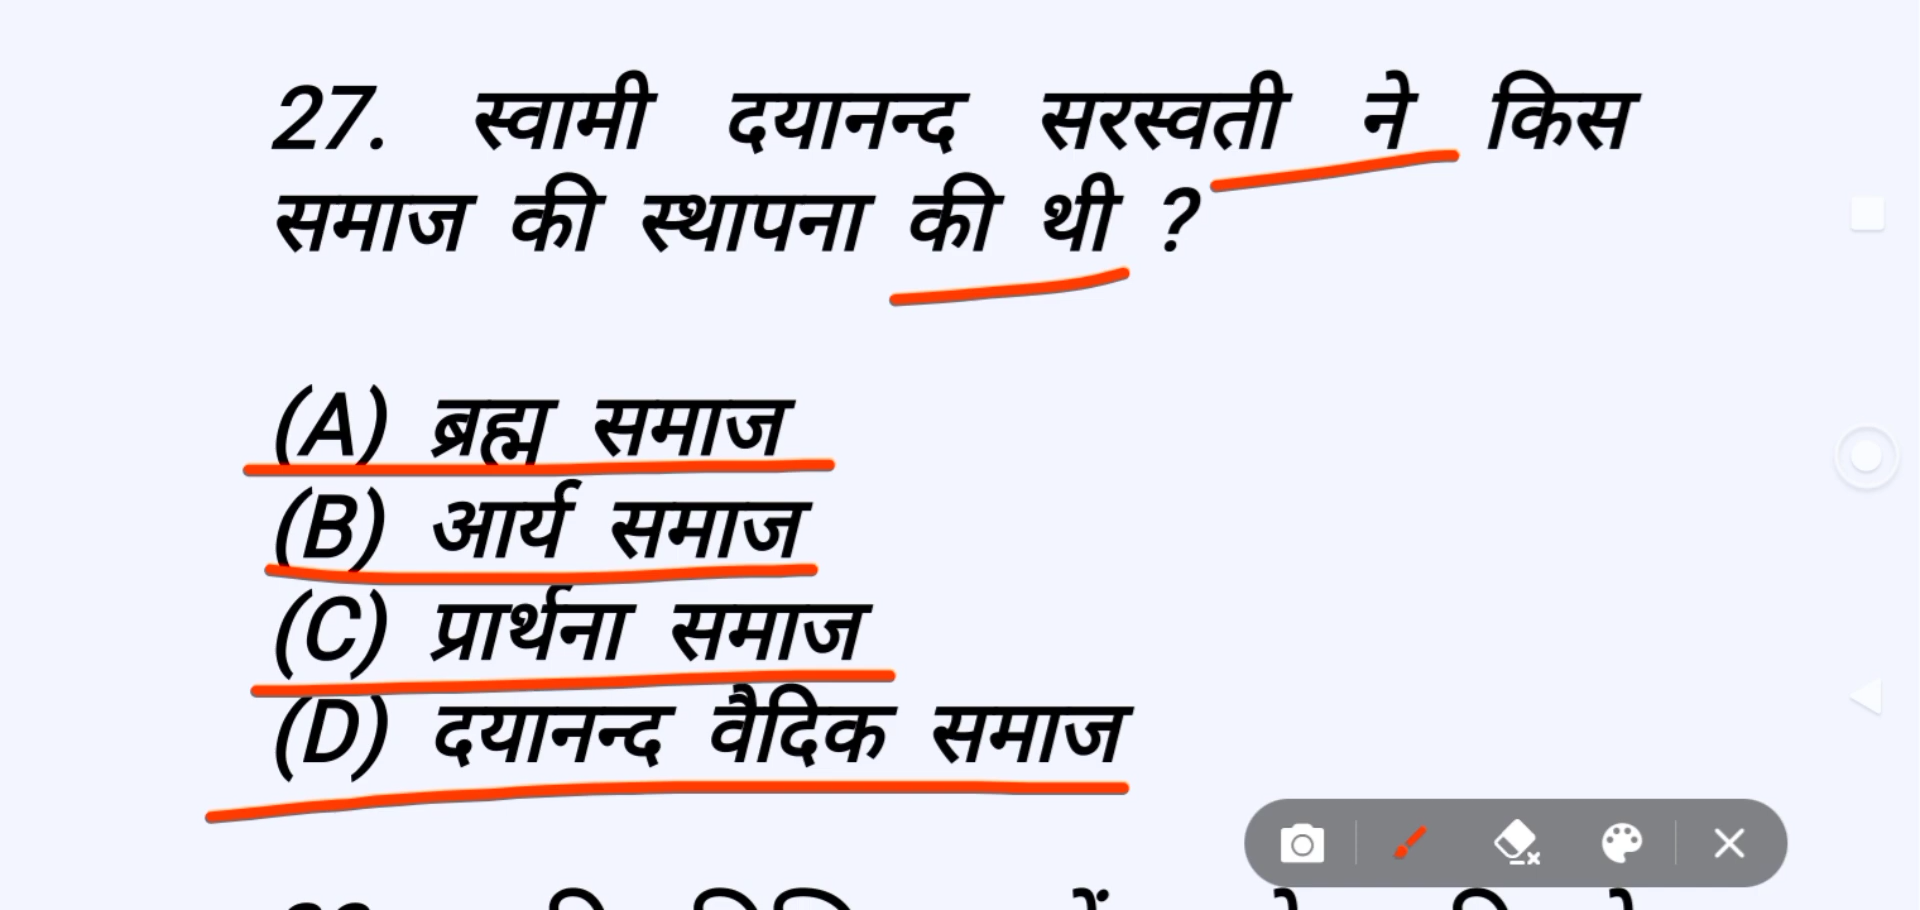 27. स्वामी दयानन्द सरस्वती ने किस
समाज की स्थापना की थी ?
(A) ब्रह्म समाज
(B) आर्य समाज
(C) प्रार्थना समाज
(D) दयानन्द वैदिक समाज